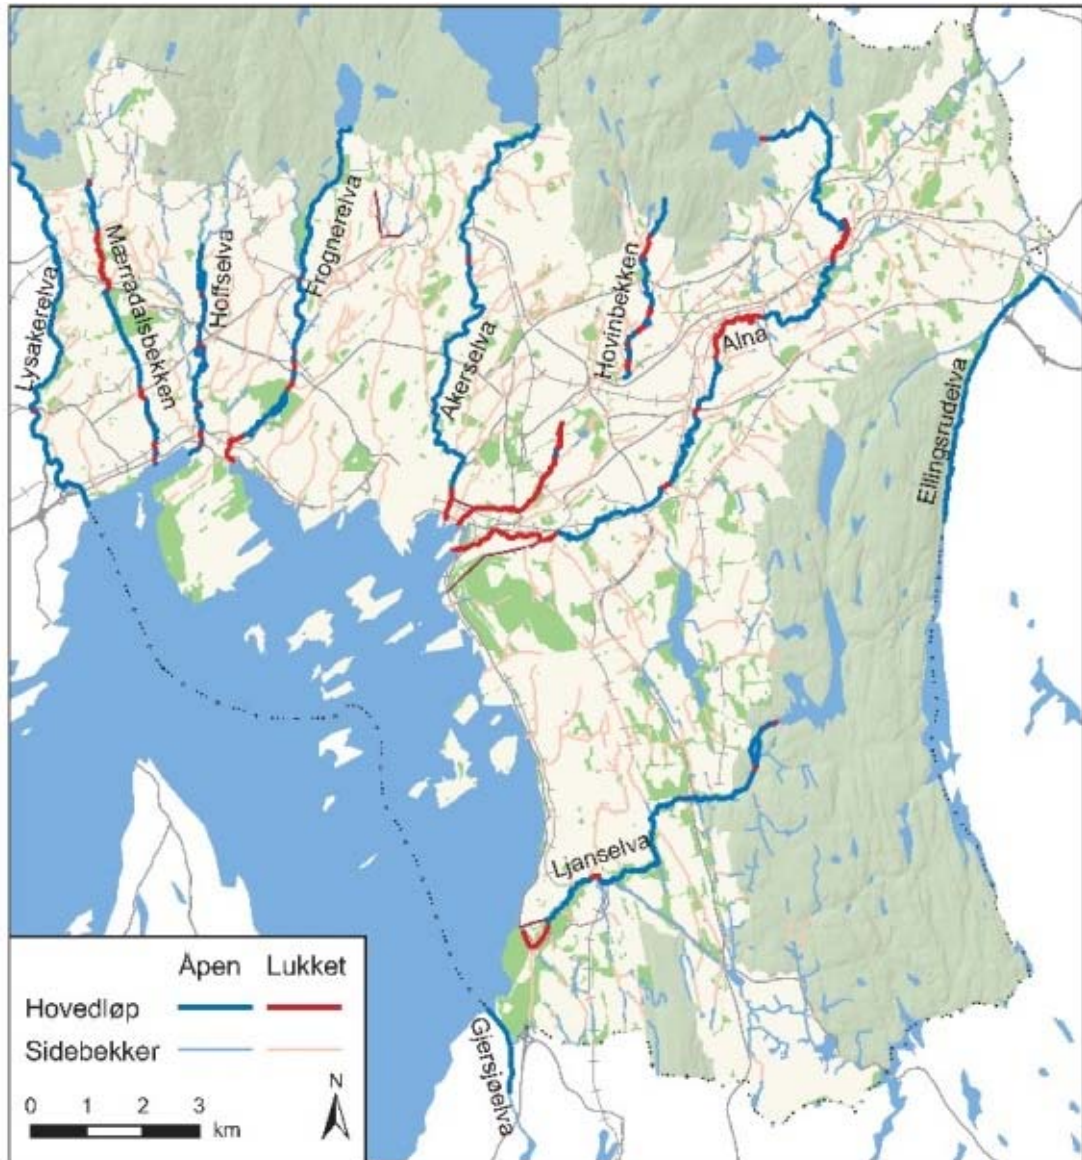 Lysakerelva
Mærradalsbekken
Hoffselva
Frognerelva
Akerselva
Hovinbekken
Alna
Ellingsrudelva
Ljanselva
Gjersjøelva
Åpen Lukket
Hovedløp
Sidebekker
N
0 1 2 3
km